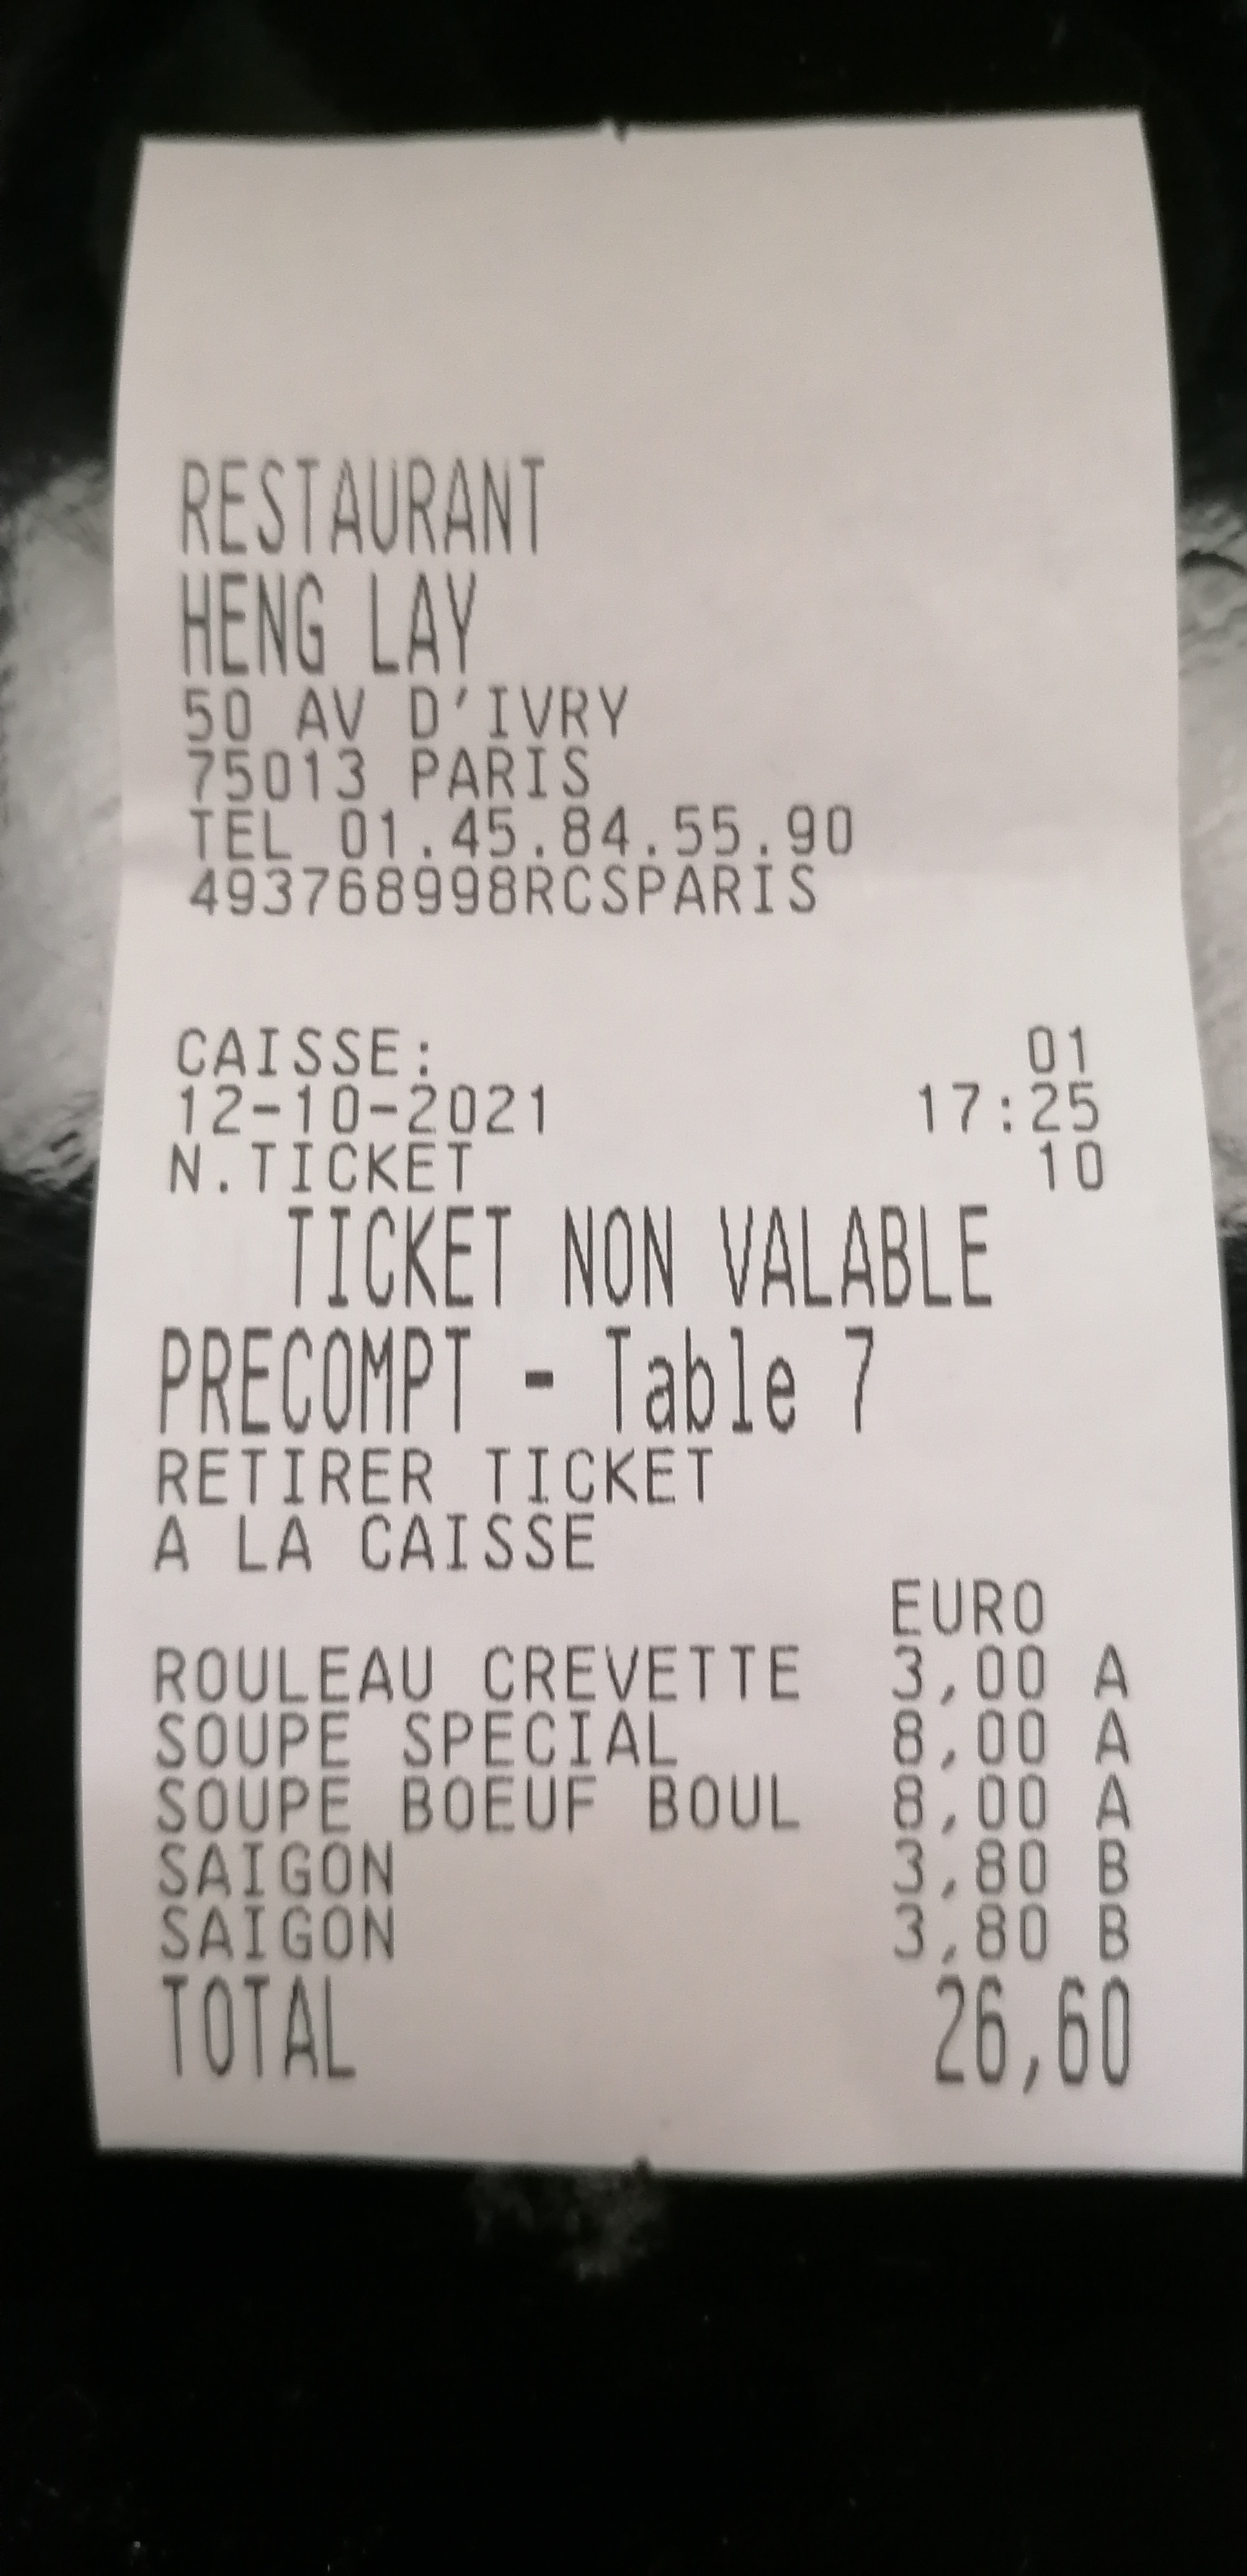 RESTAURANT
HENG LAY
50 AV D'IVRY
75013 PARIS
TEL 01.45.84.55.90
493768998RCSPARIS
CAISSE: 01
12-10-2021 17:25
N.TICKET 10
TICKET NON VALABLE
PRECOMPT - Table 7
RETIRER TICKET
A LA CAISSE
EURO
ROULEAU CREVETTE 3,00 A
SOUPE SPECIAL 8,00 A
SOUPE BOEUF BOUL 8,00 A
SAIGON 3,80 B
SAIGON 3,80 B
TOTAL 26,60